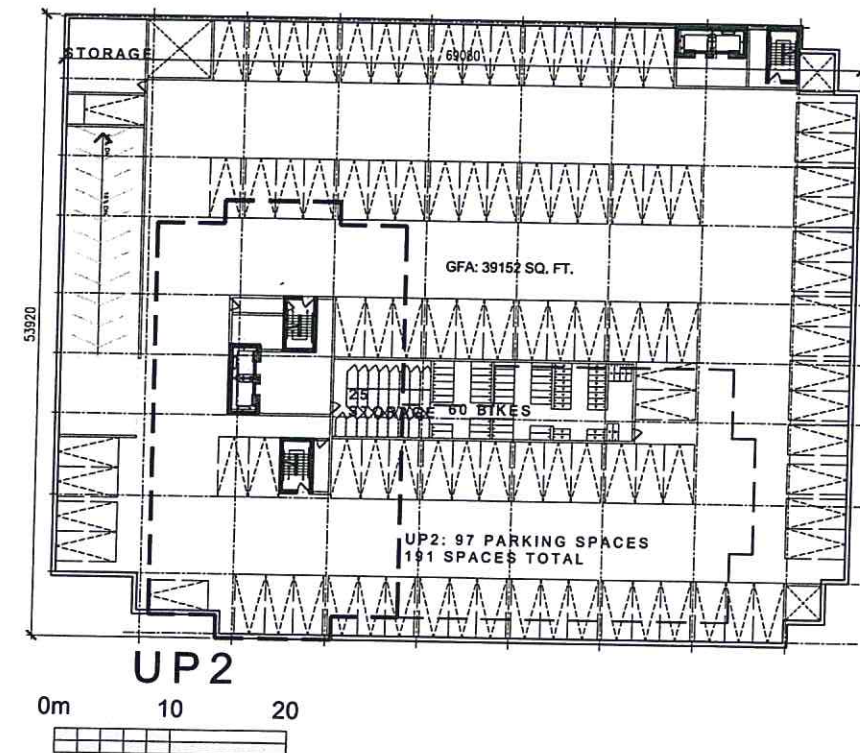 STORAGE
69080
53920
GFA: 39152 SQ. FT.
25
STORAGE 60 BIKES
UP2: 97 PARKING SPACES
191 SPACES TOTAL
UP2
0m 10 20